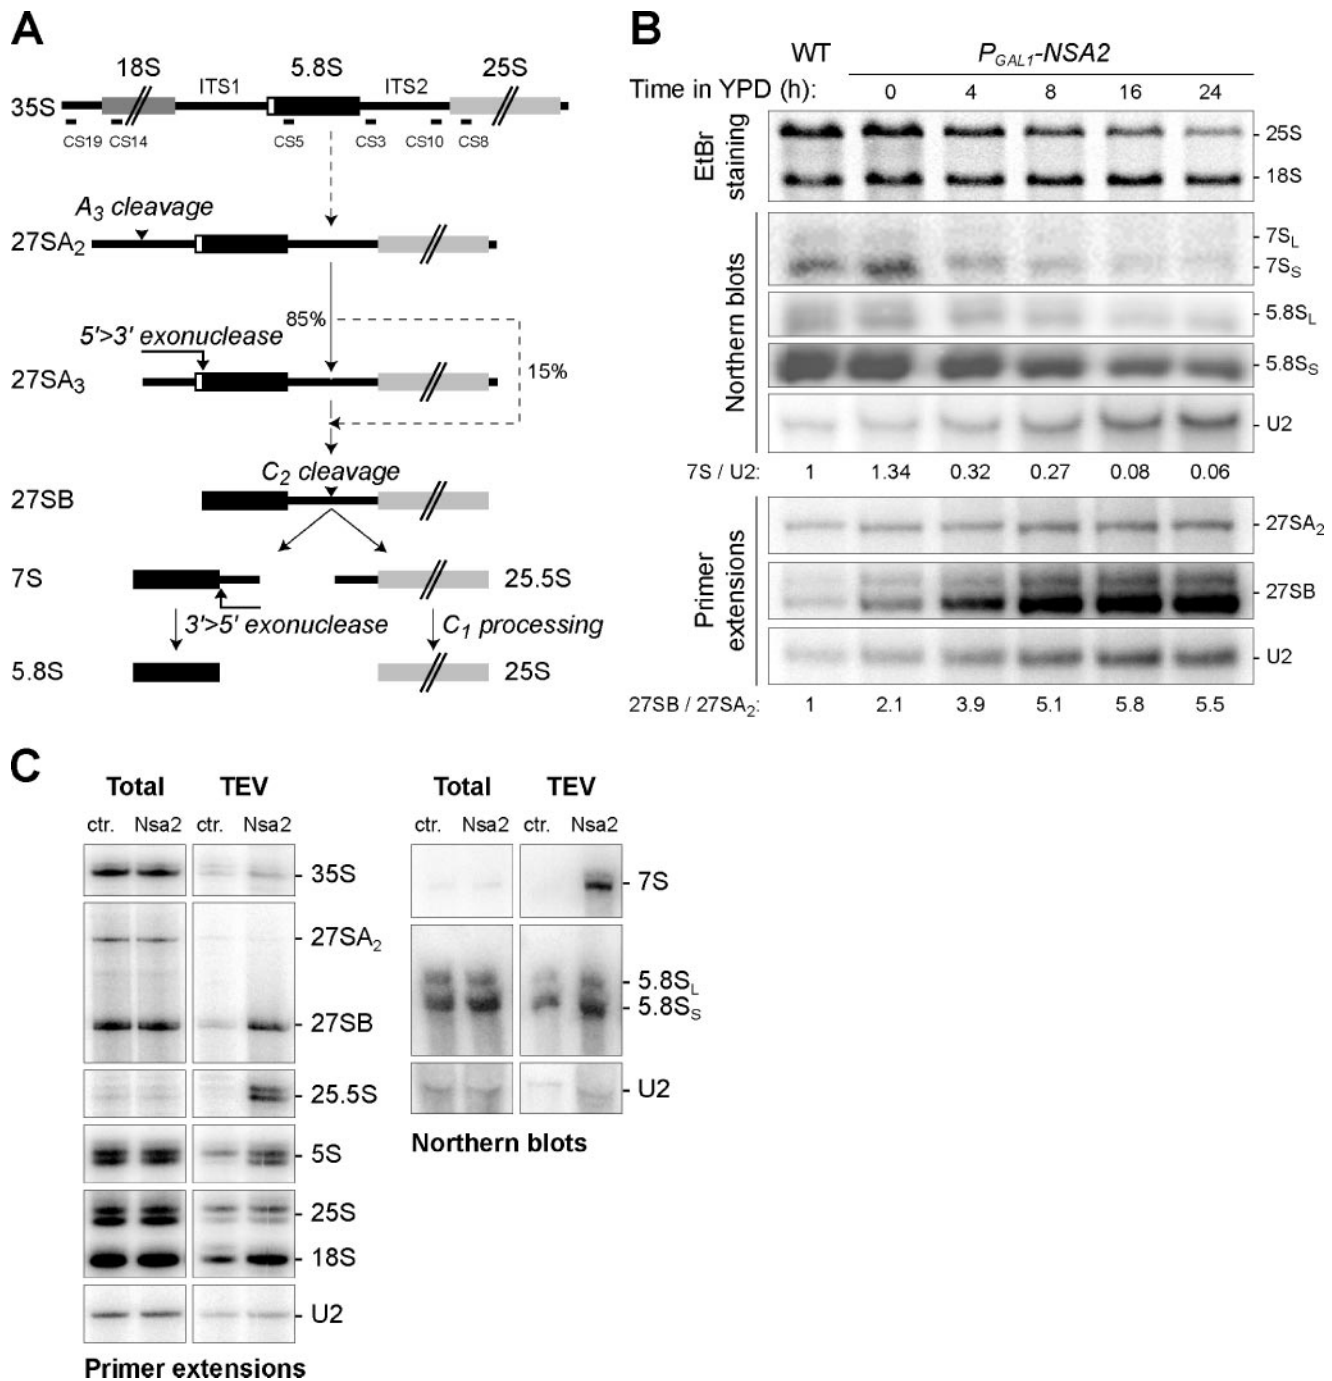 A
18S 5.8S 25S
ITS1 ITS2
35S
CS19 CS14 CS5 CS3 CS10 CS8
A3 cleavage
27SA2
85%
5'>3' exonuclease
15%
27SA3
C2 cleavage
27SB
7S 25.5S
3'>5' exonuclease C1 processing
5.8S 25S
B
WT PGAL1-NSA2
Time in YPD (h): 0 4 8 16 24
EtBr staining
25S
18S
Northern blots
7SL
7SS
5.8SL
5.8SS
U2
7S / U2: 1 1.34 0.32 0.27 0.08 0.06
Primer extensions
27SA2
27SB
U2
27SB / 27SA2: 1 2.1 3.9 5.1 5.8 5.5
C
Total TEV
ctr. Nsa2 ctr. Nsa2
35S
27SA2
27SB
25.5S
5S
25S
18S
U2
Primer extensions
Total TEV
ctr. Nsa2 ctr. Nsa2
7S
5.8SL
5.8SS
U2
Northern blots